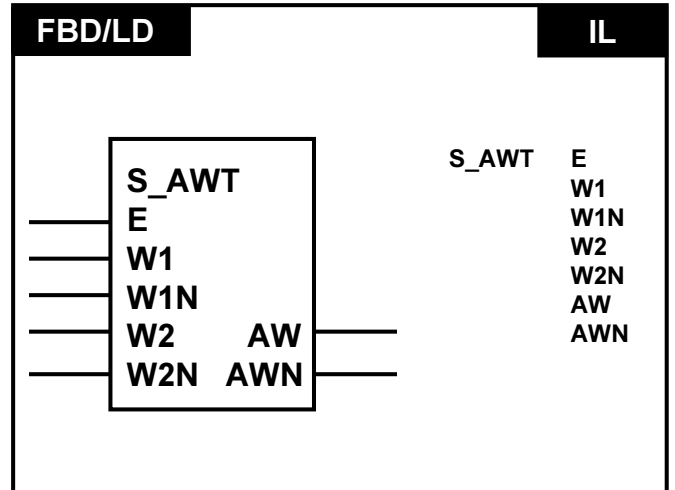 FBD/LD
IL
S_AWT
E
W1
W1N
W2 AW
W2N AWN
S_AWT E
W1
W1N
W2
W2N
AW
AWN